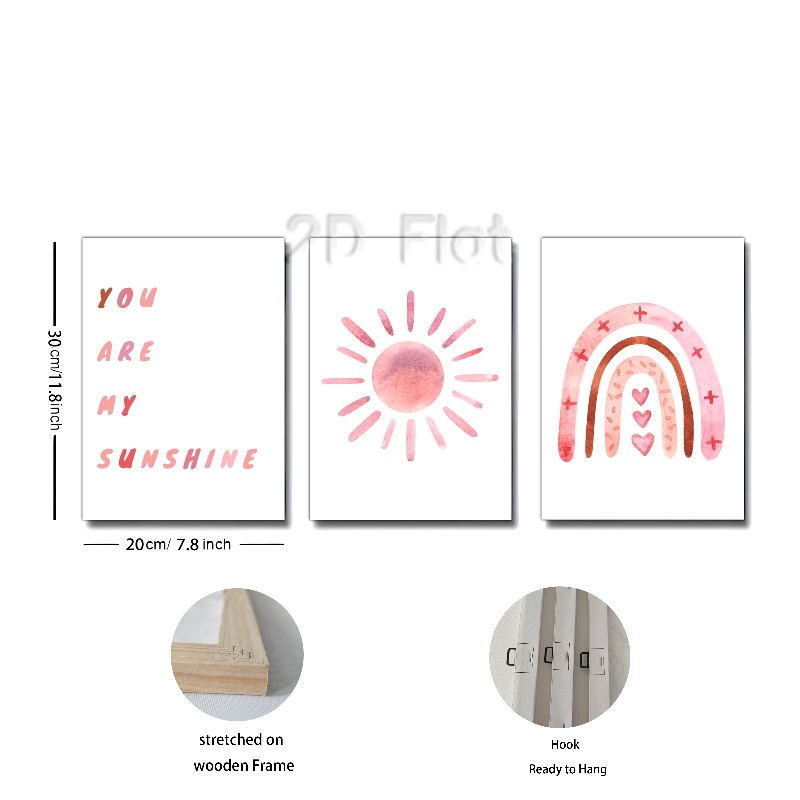 2D Flat
YOU
ARE
MY
SUNSHINE
30cm/11.8inch
20cm/ 7.8 inch
stretched on
wooden Frame
Hook
Ready to Hang